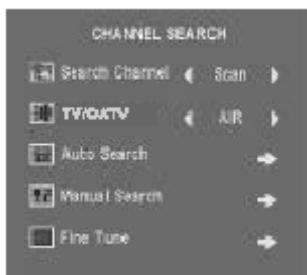 CHANNEL SEARCH
Search Channel Scan
TV/CATV AIR
Auto Search
Manual Search
Fine Tune